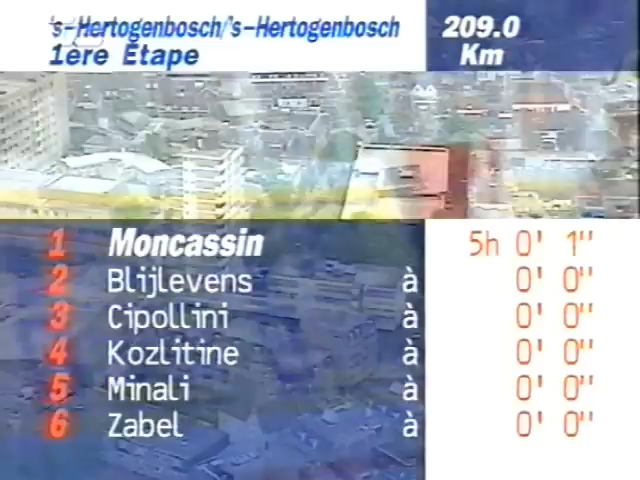 's-Hertogenbosch/'s-Hertogenbosch 209.0
1ere Etape Km
1 Moncassin 5h 0' 1"
2 Blijlevens à 0' 0"
3 Cipollini à 0' 0"
4 Kozlitine à 0' 0"
5 Minali à 0' 0"
6 Zabel à 0' 0"